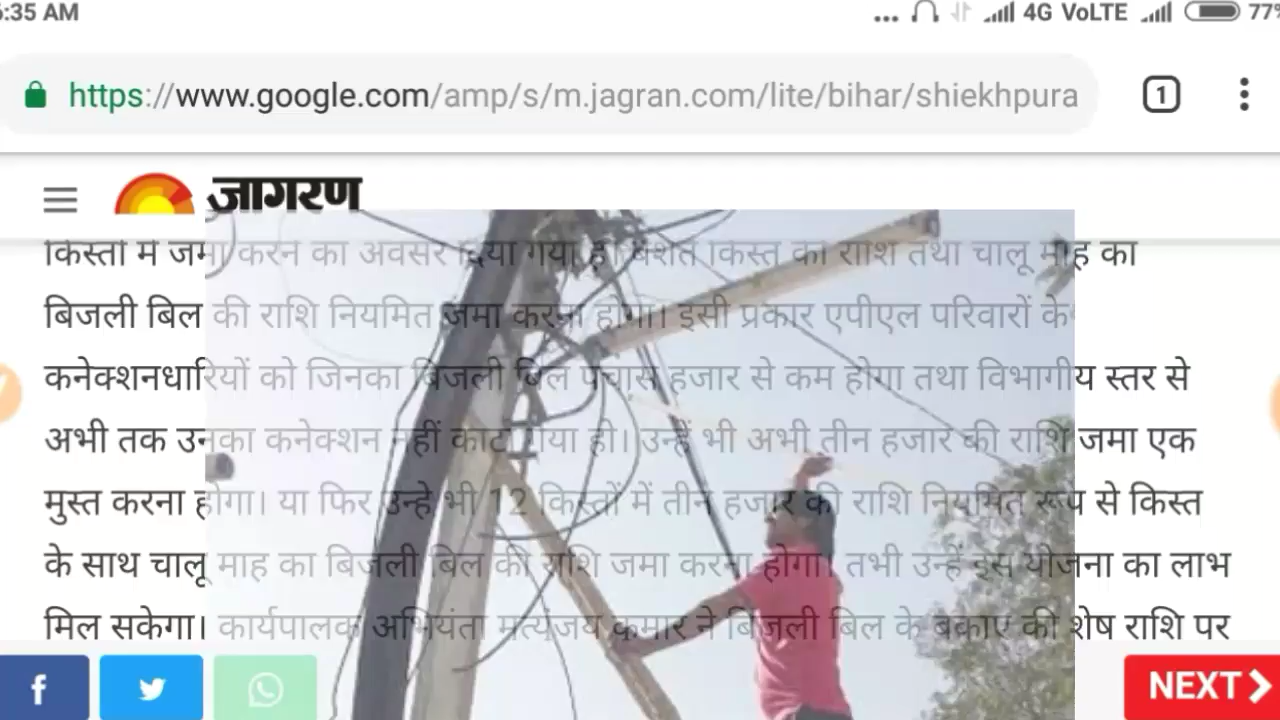 6:35 AM
... 4G VoLTE 77%
https://www.google.com/amp/s/m.jagran.com/lite/bihar/shiekhpura
1
जागरण
किस्तों में जमा करने का अवसर दिया गया है। वशर्ते किस्त की राशि तथा चालू माह का
बिजली बिल की राशि नियमित जमा करना होगा। इसी प्रकार एपीएल परिवारों के
कनेक्शनधारियों को जिनका बिजली बिल पचास हजार से कम होगा तथा विभागीय स्तर से
अभी तक उनका कनेक्शन नहीं काटा गया हो। उन्हें भी अभी तीन हजार की राशि जमा एक
मुस्त करना होगा। या फिर उन्हे भी 12 किस्तों में तीन हजार की राशि नियमित रूप से किस्त
के साथ चालू माह का बिजली बिल की राशि जमा करना होगा। तभी उन्हें इस योजना का लाभ
मिल सकेगा। कार्यपालक अभियंता मत्यंजय कुमार ने बिजली बिल के बकाए की शेष राशि पर
f
NEXT